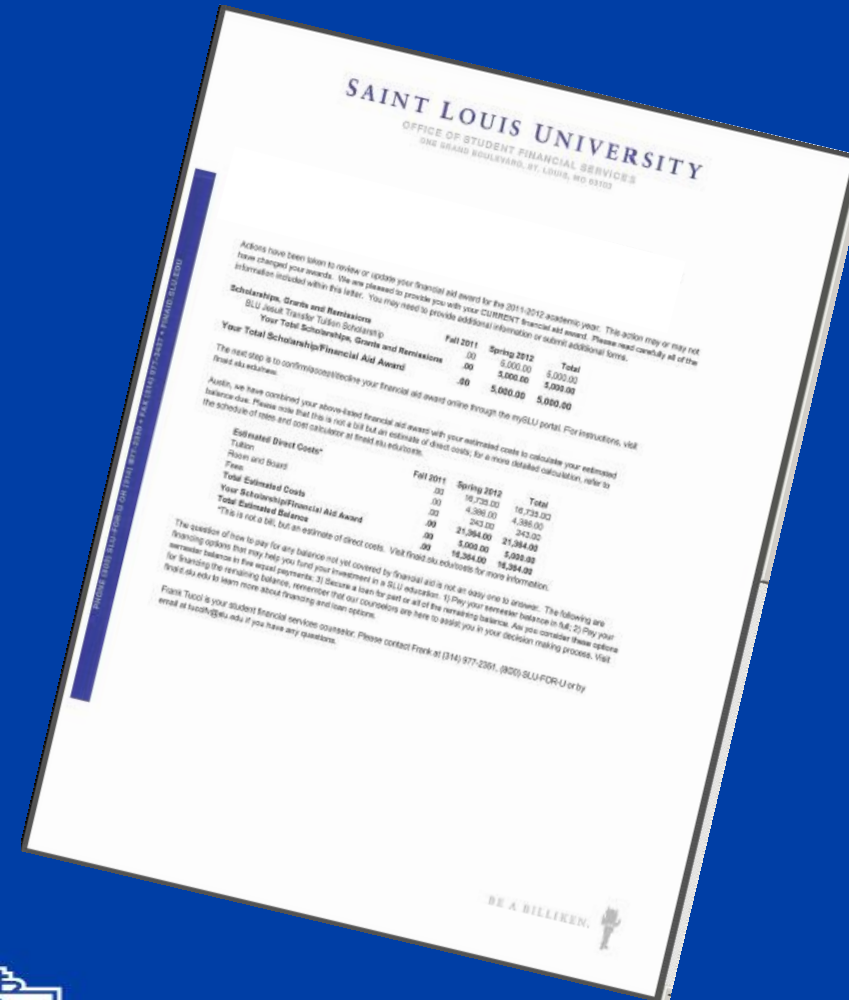 SAINT LOUIS UNIVERSITY
OFFICE OF STUDENT FINANCIAL SERVICES
ONE GRAND BOULEVARD, ST. LOUIS, MO 63103
Actions have been taken to review or update your financial aid award for the 2011-2012 academic year. This action may or may not
have changed your awards. We are pleased to provide you with your CURRENT financial aid award. Please read carefully all of the
information included within this letter. You may need to provide additional information or submit additional forms.
Scholarships, Grants and Remissions Fall 2011 Spring 2012 Total
SLU Jesuit Transfer Tuition Scholarship .00 5,000.00 5,000.00
Your Total Scholarships, Grants and Remissions .00 5,000.00 5,000.00
Your Total Scholarship/Financial Aid Award .00 5,000.00 5,000.00
The next step is to confirm/accept/decline your financial aid award online through the mySLU portal. For instructions, visit
finaid.slu.edu/new.
Austin, we have combined your above-listed financial aid award with your estimated costs to calculate your estimated
balance due. Please note that this is not a bill but an estimate of direct costs; for a more detailed calculation, refer to
the schedule of rates and cost calculator at finaid.slu.edu/costs.
Estimated Direct Costs* Fall 2011 Spring 2012 Total
Tuition .00 16,735.00 16,735.00
Room and Board .00 4,386.00 4,386.00
Fees .00 243.00 243.00
Total Estimated Costs .00 21,364.00 21,364.00
Your Scholarship/Financial Aid Award .00 5,000.00 5,000.00
Total Estimated Balance .00 16,364.00 16,364.00
*This is not a bill, but an estimate of direct costs. Visit finaid.slu.edu/costs for more information.
The question of how to pay for any balance not yet covered by financial aid is not an easy one to answer. The following are
financing options that may help you fund your investment in a SLU education. 1) Pay your semester balance in full; 2) Pay your
semester balance in five equal payments; 3) Secure a loan for part or all of the remaining balance. As you consider these options
for financing the remaining balance, remember that our counselors are here to assist you in your decision making process. Visit
finaid.slu.edu to learn more about financing and loan options.
Frank Tucci is your student financial services counselor. Please contact Frank at (314) 977-2361, (800) SLU-FOR-U or by
email at if you have any questions.
PHONE (800) SLU-FOR-U OR (314) 977-2350 • FAX (314) 977-3437 • FINAID.SLU.EDU
BE A BILLIKEN.